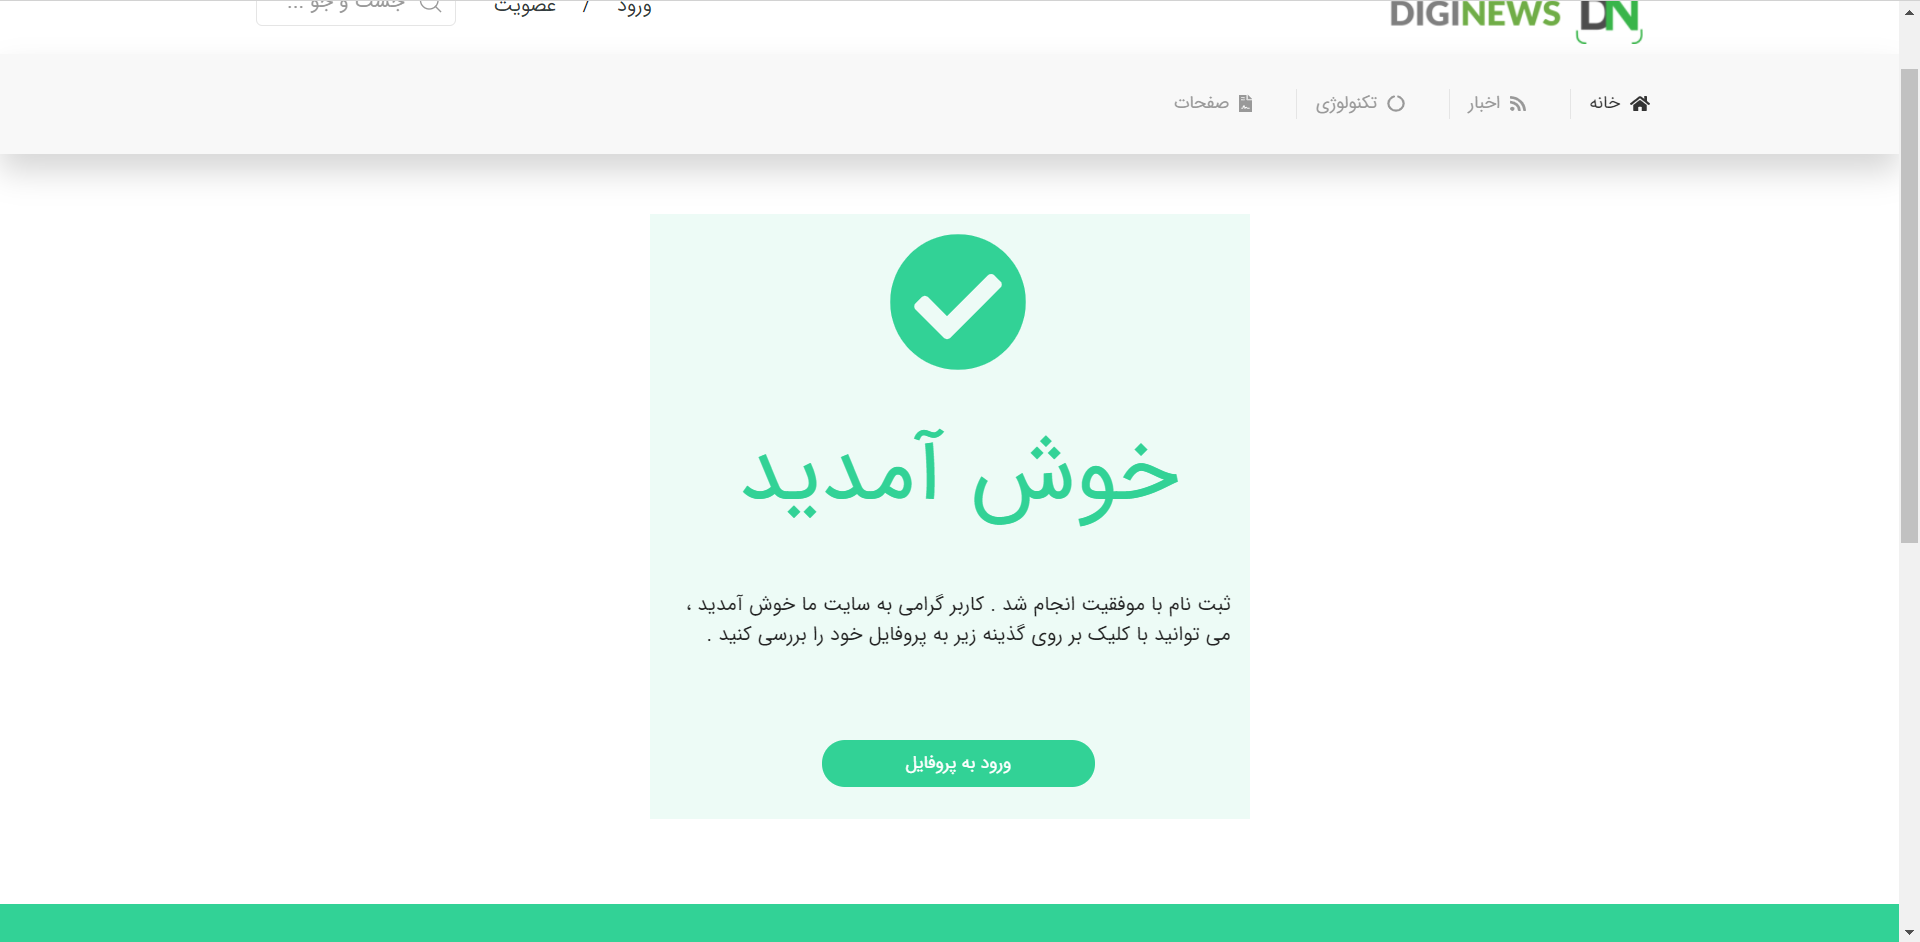 DIGINEWS DN
ورود / عضویت
جست و جو ...
خانه
اخبار
تکنولوژی
صفحات
خوش آمدید
ثبت نام با موفقیت انجام شد . کاربر گرامی به سایت ما خوش آمدید ،
می توانید با کلیک بر روی گذینه زیر به پروفایل خود را بررسی کنید .
ورود به پروفایل